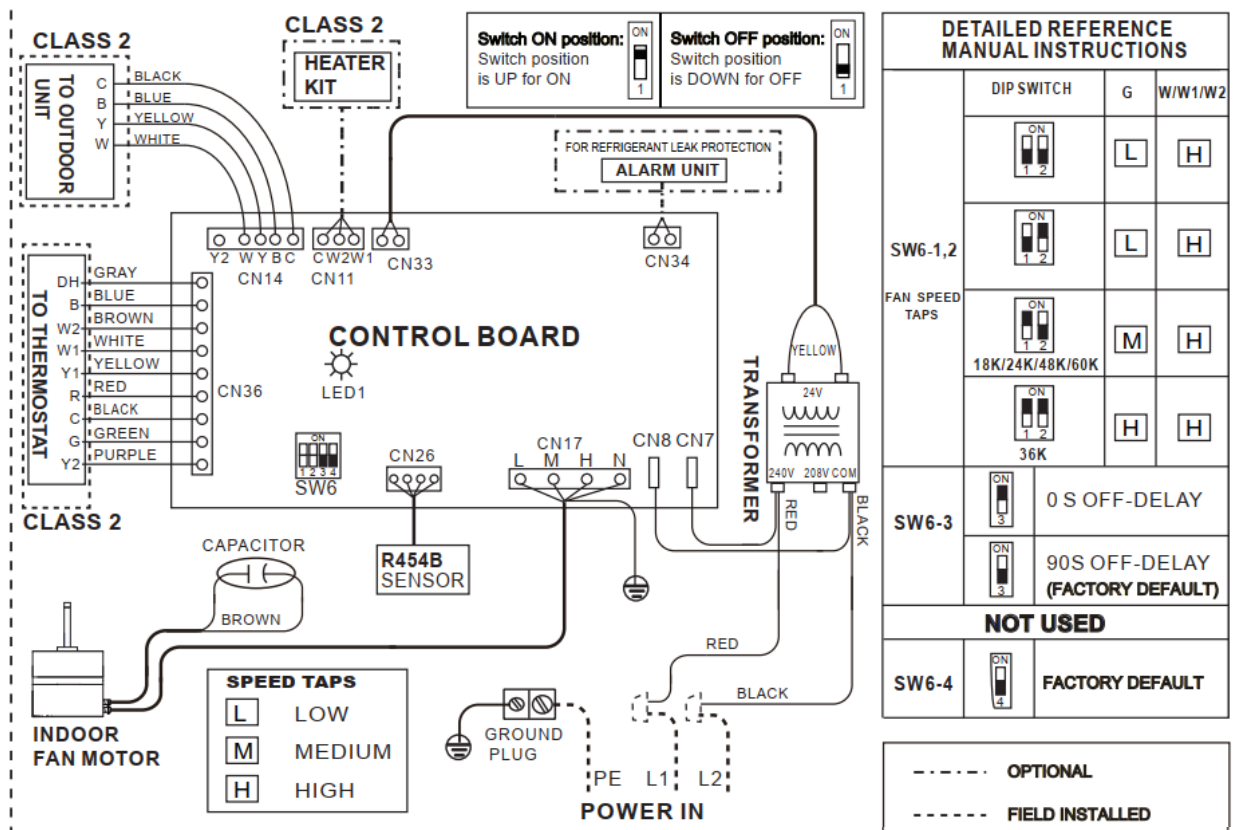 CLASS 2
TO OUTDOOR
UNIT
C BLACK
B BLUE
Y YELLOW
W WHITE
CLASS 2
HEATER
KIT
Switch ON position:
Switch position
is UP for ON
ON
1
Switch OFF position:
Switch position
is DOWN for OFF
ON
1
FOR REFRIGERANT LEAK PROTECTION
ALARM UNIT
Y2 W Y B C
CN14
C W2 W1
CN11
CN33
CN34
TO THERMOSTAT
DH GRAY
B BLUE
W2 BROWN
W1 WHITE
Y1 YELLOW
R RED
C BLACK
G GREEN
Y2 PURPLE
CLASS 2
CN36
CONTROL BOARD
LED1
ON
1 2 3 4
SW6
CN26
R454B
SENSOR
CN17
L M H N
CN8 CN7
TRANSFORMER
YELLOW
24V
240V 208V COM
RED
BLACK
CAPACITOR
BROWN
INDOOR
FAN MOTOR
SPEED TAPS
L LOW
M MEDIUM
H HIGH
GROUND
PLUG
RED
BLACK
PE L1 L2
POWER IN
DETAILED REFERENCE
MANUAL INSTRUCTIONS
DIP SWITCH G W/W1/W2
SW6-1,2
FAN SPEED
TAPS
ON
1 2
L H
ON
1 2
L H
ON
1 2
18K/24K/48K/60K
M H
ON
1 2
36K
H H
SW6-3
ON
3
0 S OFF-DELAY
ON
3
90S OFF-DELAY
(FACTORY DEFAULT)
NOT USED
SW6-4
ON
4
FACTORY DEFAULT
OPTIONAL
FIELD INSTALLED